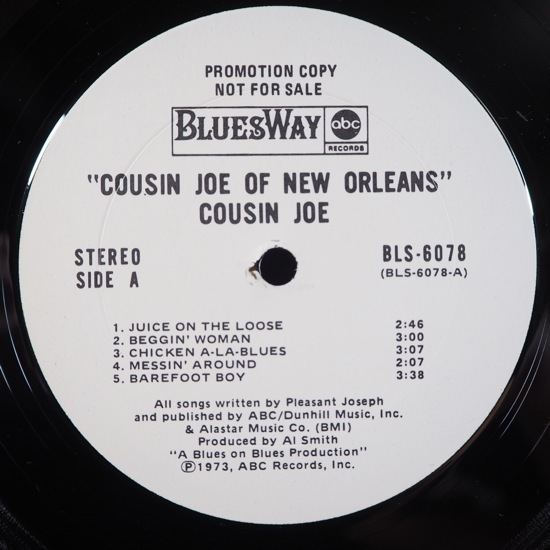 PROMOTION COPY
NOT FOR SALE
BLUESWAY abc RECORDS
"COUSIN JOE OF NEW ORLEANS"
COUSIN JOE
STEREO BLS-6078
SIDE A (BLS-6078-A)
1. JUICE ON THE LOOSE 2:46
2. BEGGIN' WOMAN 3:00
3. CHICKEN A-LA-BLUES 3:07
4. MESSIN' AROUND 2:07
5. BAREFOOT BOY 3:38
All songs written by Pleasant Joseph
and published by ABC/Dunhill Music, Inc.
& Alastar Music Co. (BMI)
Produced by Al Smith
"A Blues on Blues Production"
Ⓟ1973, ABC Records, Inc.